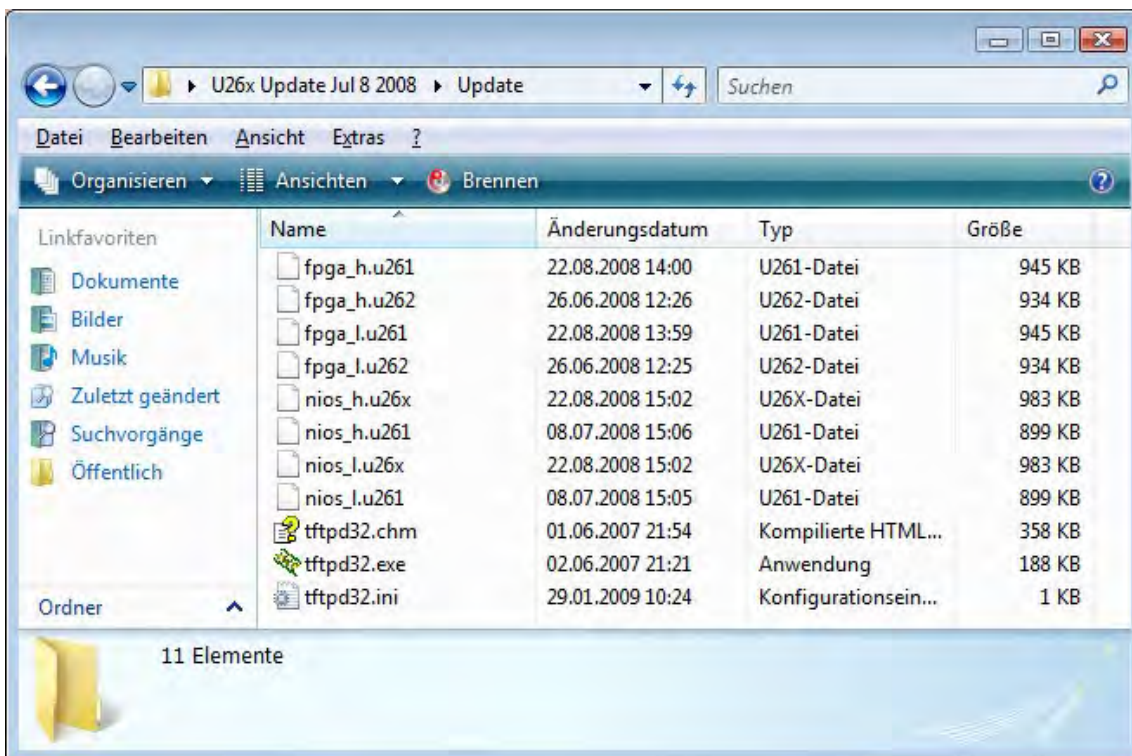 U26x Update Jul 8 2008 Update Suchen
Datei Bearbeiten Ansicht Extras ?
Organisieren Ansichten Brennen
Linkfavoriten
Dokumente
Bilder
Musik
Zuletzt geändert
Suchvorgänge
Öffentlich
Ordner
Name Änderungsdatum Typ Größe
fpga_h.u261 22.08.2008 14:00 U261-Datei 945 KB
fpga_h.u262 26.06.2008 12:26 U262-Datei 934 KB
fpga_l.u261 22.08.2008 13:59 U261-Datei 945 KB
fpga_l.u262 26.06.2008 12:25 U262-Datei 934 KB
nios_h.u26x 22.08.2008 15:02 U26X-Datei 983 KB
nios_h.u261 08.07.2008 15:06 U261-Datei 899 KB
nios_l.u26x 22.08.2008 15:02 U26X-Datei 983 KB
nios_l.u261 08.07.2008 15:05 U261-Datei 899 KB
tftpd32.chm 01.06.2007 21:54 Kompilierte HTML... 358 KB
tftpd32.exe 02.06.2007 21:21 Anwendung 188 KB
tftpd32.ini 29.01.2009 10:24 Konfigurationsein... 1 KB
11 Elemente